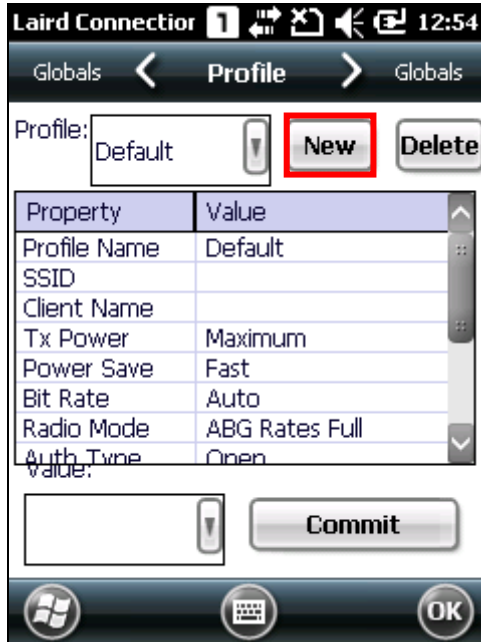 Laird Connection 1 12:54
Globals Profile Globals
Profile: Default New Delete
Property Value
Profile Name Default
SSID
Client Name
Tx Power Maximum
Power Save Fast
Bit Rate Auto
Radio Mode ABG Rates Full
Auth Type Open
Value:
Commit
OK